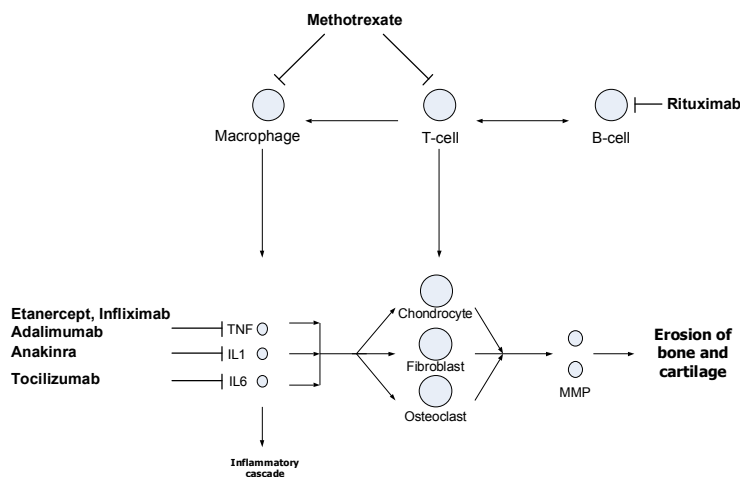 Methotrexate
Rituximab
Macrophage
T-cell
B-cell
Etanercept, Infliximab
Adalimumab
TNF
Chondrocyte
Anakinra
IL1
Fibroblast
Erosion of
bone and
cartilage
Tocilizumab
IL6
MMP
Osteoclast
Inflammatory
cascade